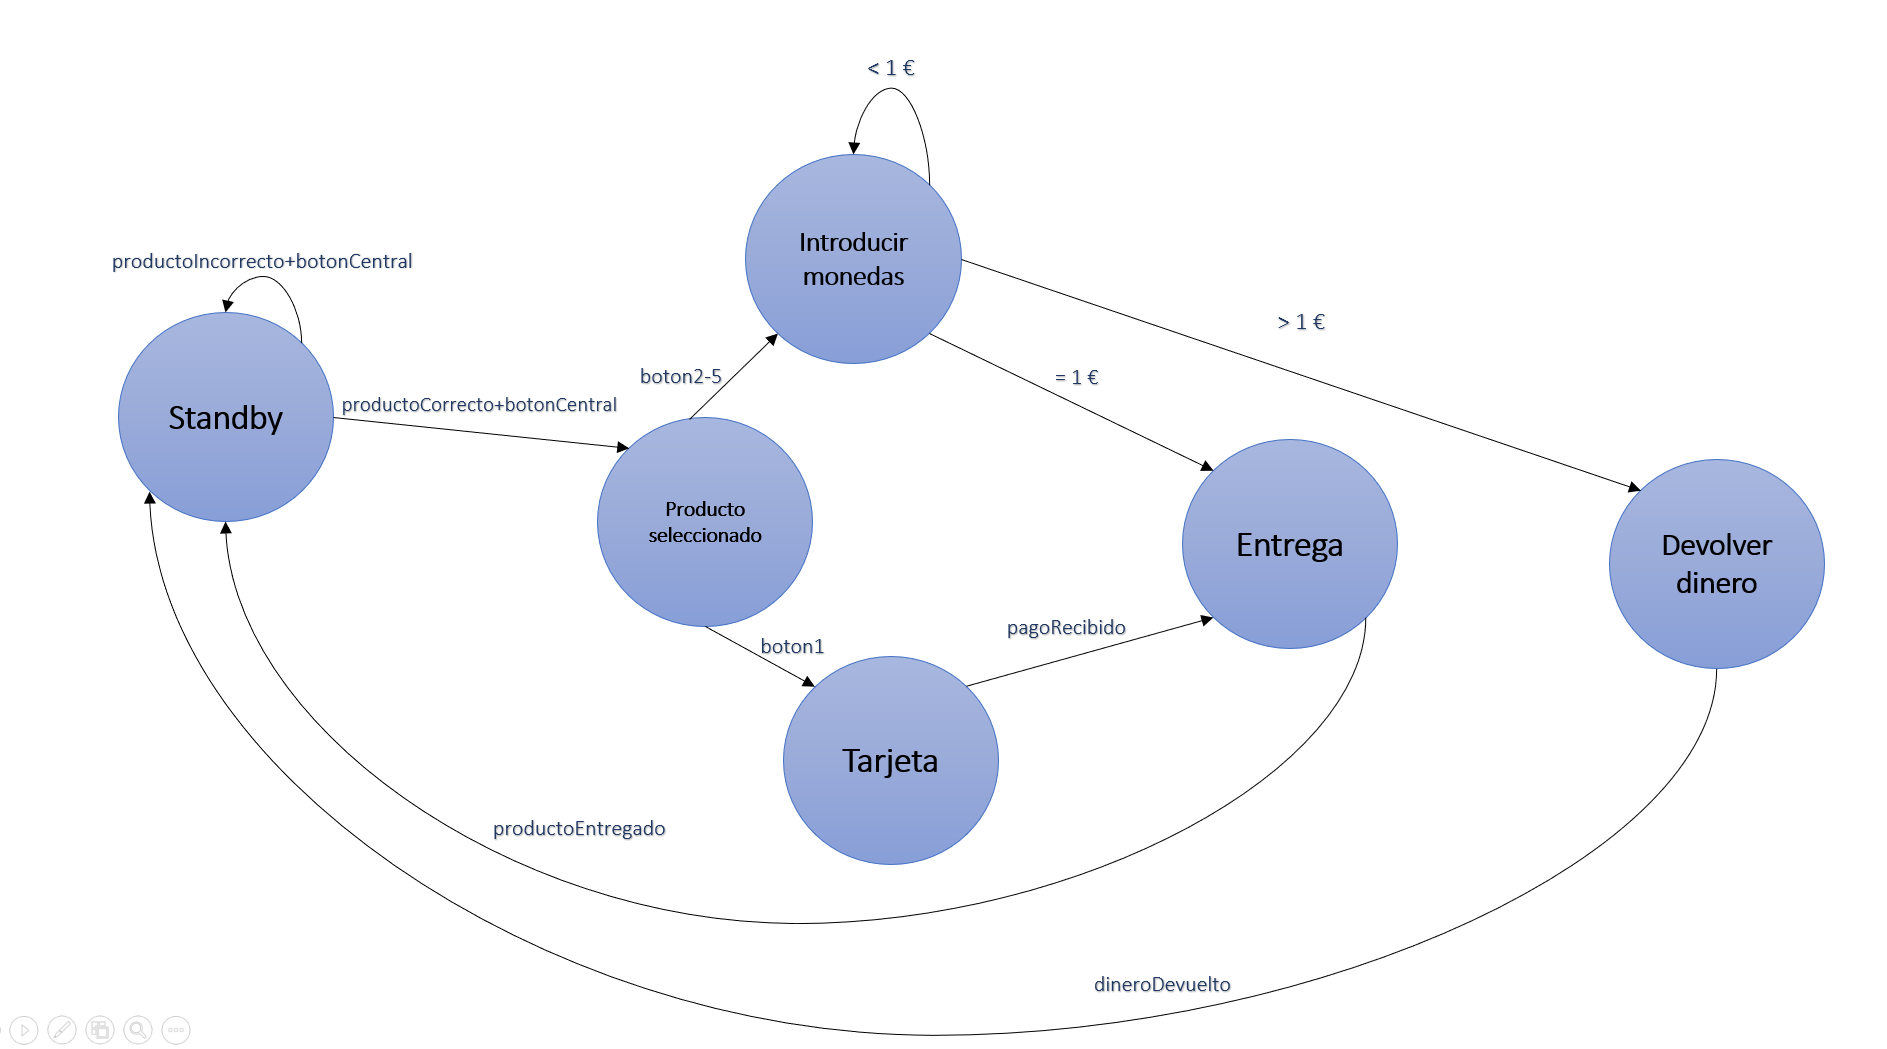 < 1 €
Introducir
monedas
productoIncorrecto+botonCentral
> 1 €
boton2-5
= 1 €
productoCorrecto+botonCentral
Standby
Producto
seleccionado
Entrega
Devolver
dinero
pagoRecibido
boton1
Tarjeta
productoEntregado
dineroDevuelto